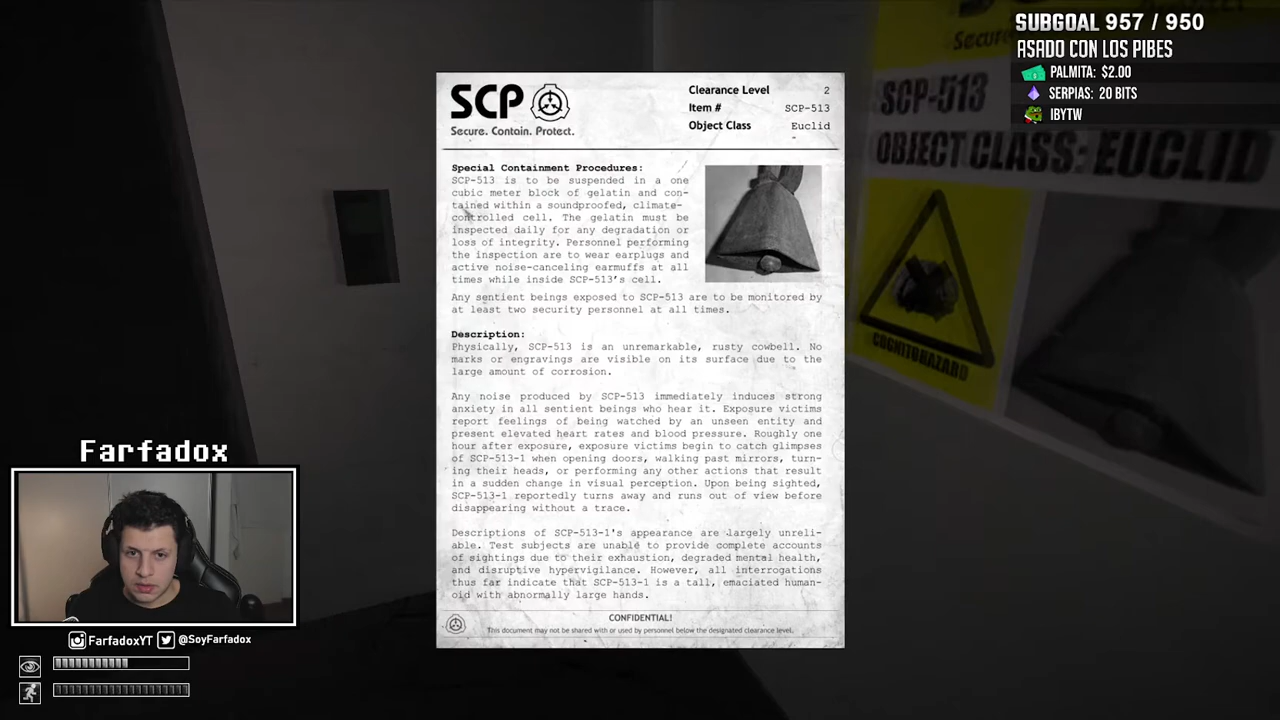 SUBGOAL 957 / 950
ASADO CON LOS PIBES
PALMITA: $2.00
SERPIAS: 20 BITS
IBYTW
SCP
Secure. Contain. Protect.
Clearance Level 2
Item # SCP-513
Object Class Euclid
Special Containment Procedures:
SCP-513 is to be suspended in a one
cubic meter block of gelatin and con-
tained within a soundproofed, climate-
controlled cell. The gelatin must be
inspected daily for any degradation or
loss of integrity. Personnel performing
the inspection are to wear earplugs and
active noise-canceling earmuffs at all
times while inside SCP-513's cell.
Any sentient beings exposed to SCP-513 are to be monitored by
at least two security personnel at all times.
Description:
Physically, SCP-513 is an unremarkable, rusty cowbell. No
marks or engravings are visible on its surface due to the
large amount of corrosion.
Any noise produced by SCP-513 immediately induces strong
anxiety in all sentient beings who hear it. Exposure victims
report feelings of being watched by an unseen entity and
present elevated heart rates and blood pressure. Roughly one
hour after exposure, exposure victims begin to catch glimpses
of SCP-513-1 when opening doors, walking past mirrors, turn-
ing their heads, or performing any other actions that result
in a sudden change in visual perception. Upon being sighted,
SCP-513-1 reportedly turns away and runs out of view before
disappearing without a trace.
Descriptions of SCP-513-1's appearance are largely unreli-
able. Test subjects are unable to provide complete accounts
of sightings due to their exhaustion, degraded mental health,
and disruptive hypervigilance. However, all interrogations
thus far indicate that SCP-513-1 is a tall, emaciated human-
oid with abnormally large hands.
CONFIDENTIAL!
This document may not be shared with or used by personnel below the designated clearance level.
Secure
SCP-513
OBJECT CLASS: EUCLID
COGNITOHAZARD
Farfadox
FarfadoxYT @SoyFarfadox